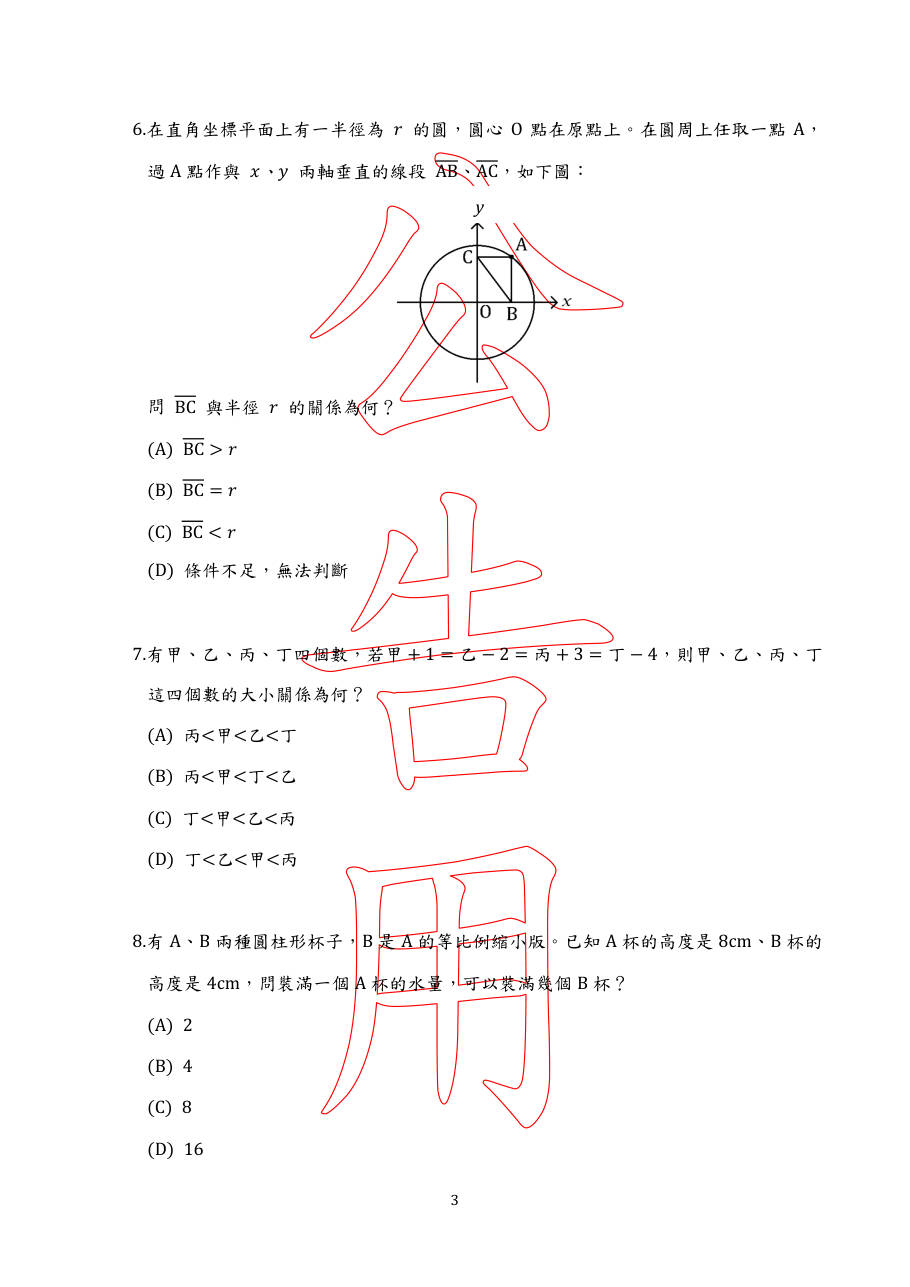 6.在直角坐標平面上有一半徑為 r 的圓,圓心 O 點在原點上。在圓周上任取一點 A,
過 A 點作與 x、y 兩軸垂直的線段 A̅B̅、A̅C̅,如下圖:
y
A
C
x
O
B
問 B̅C̅ 與半徑 r 的關係為何?
(A) B̅C̅ > r
(B) B̅C̅ = r
(C) B̅C̅ < r
(D) 條件不足,無法判斷
7.有甲、乙、丙、丁四個數,若甲 + 1 = 乙 − 2 = 丙 + 3 = 丁 − 4,則甲、乙、丙、丁
這四個數的大小關係為何?
(A) 丙<甲<乙<丁
(B) 丙<甲<丁<乙
(C) 丁<甲<乙<丙
(D) 丁<乙<甲<丙
8.有 A、B 兩種圓柱形杯子,B 是 A 的等比例縮小版。已知 A 杯的高度是 8cm、B 杯的
高度是 4cm,問裝滿一個 A 杯的水量,可以裝滿幾個 B 杯?
(A) 2
(B) 4
(C) 8
(D) 16
3
公
告
用